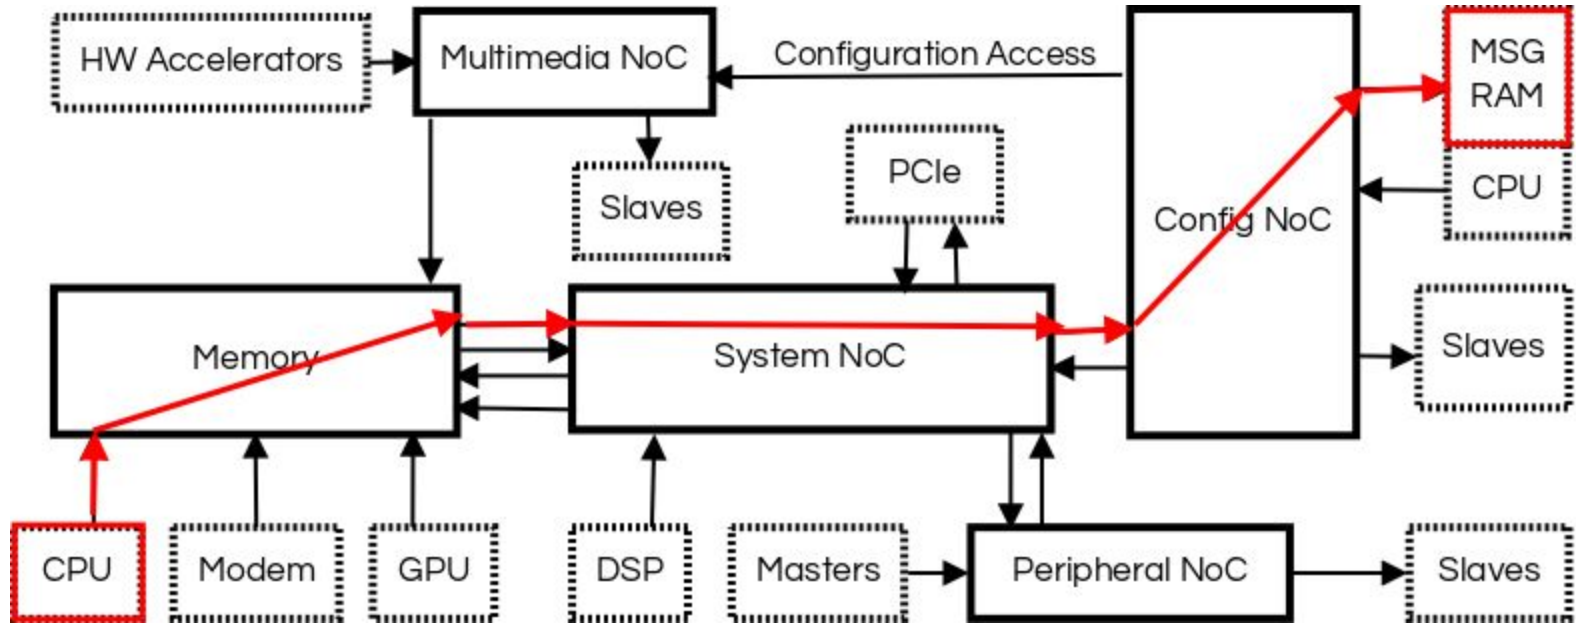 HW Accelerators
Multimedia NoC
Configuration Access
MSG
RAM
PCIe
CPU
Slaves
Config NoC
Memory
System NoC
Slaves
CPU
Modem
GPU
DSP
Masters
Peripheral NoC
Slaves